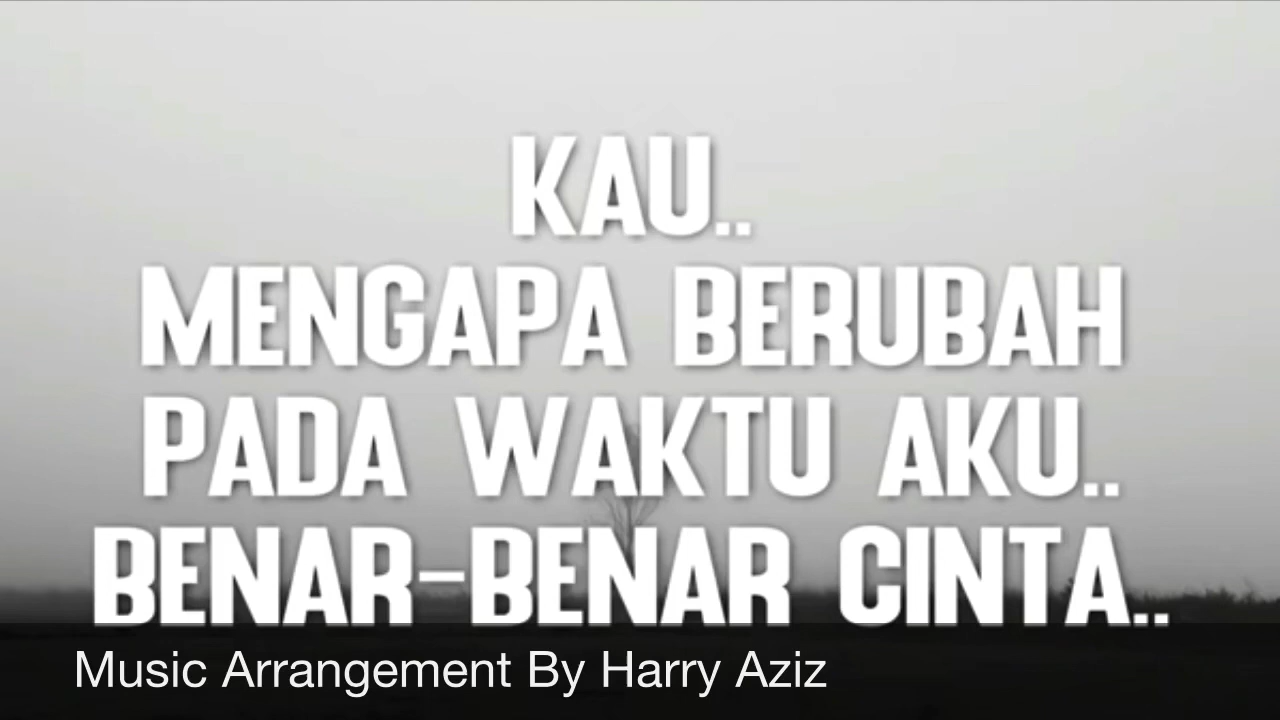 KAU..
MENGAPA BERUBAH
PADA WAKTU AKU..
BENAR-BENAR CINTA..
Music Arrangement By Harry Aziz